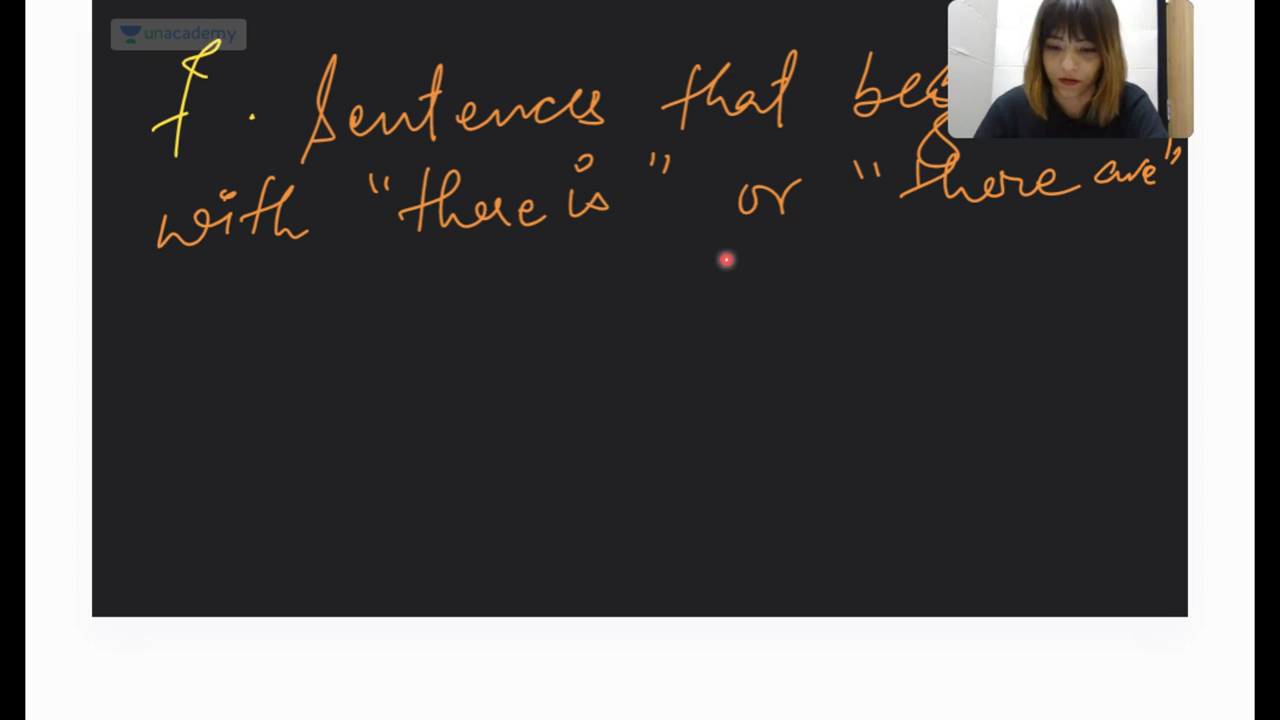 unacademy
f. Sentences that beg
with "there is" or "there are"